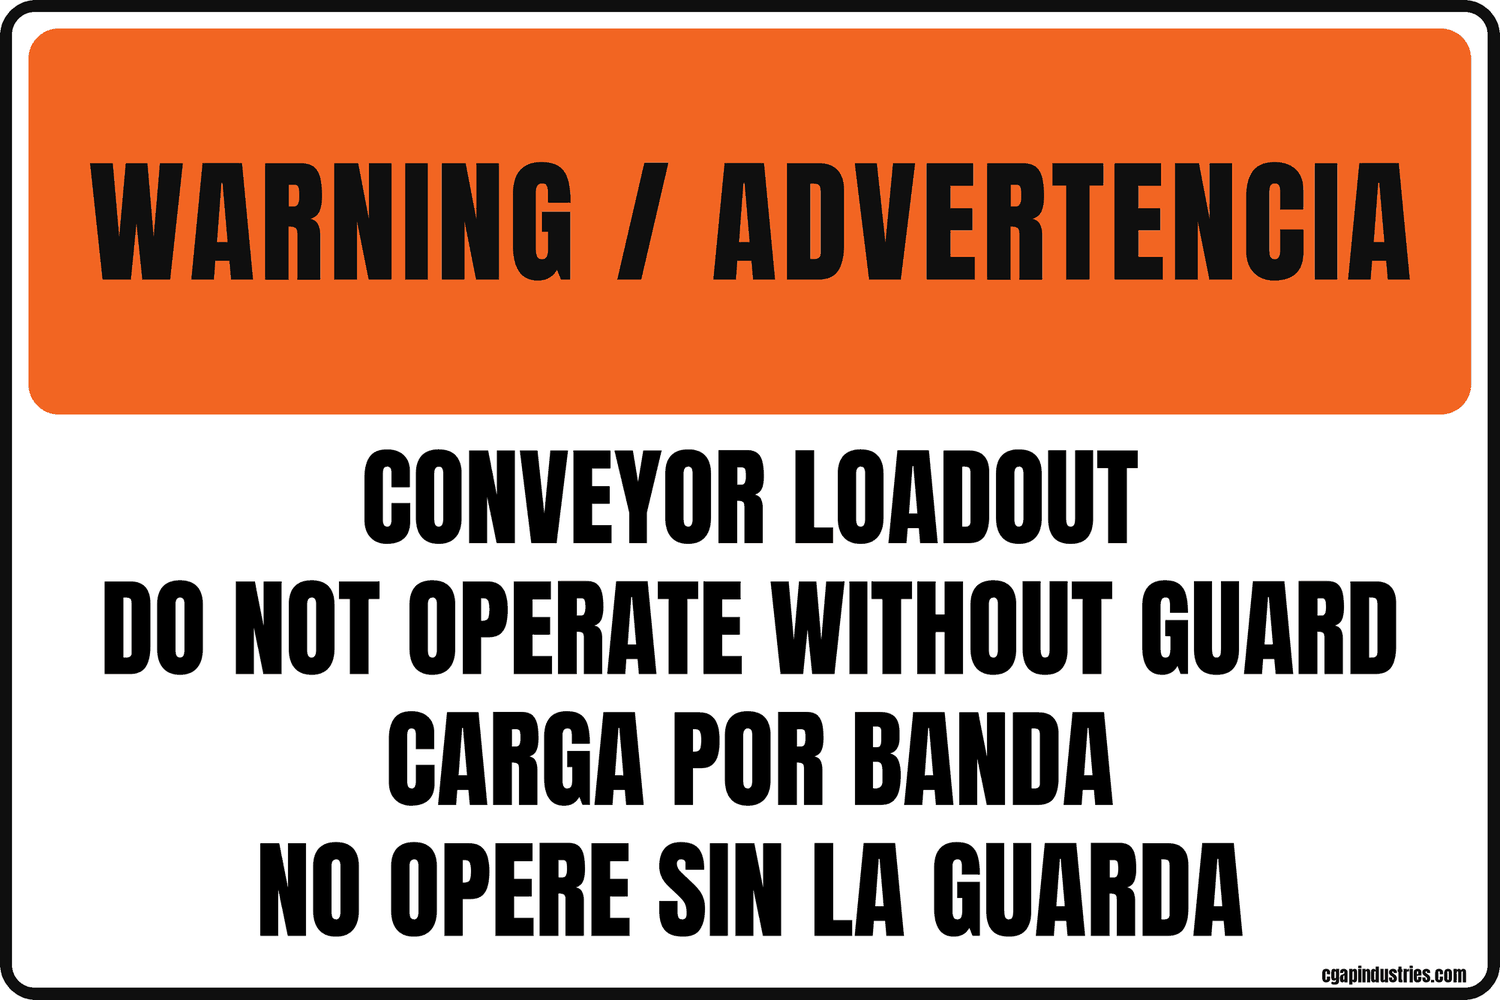 WARNING / ADVERTENCIA
CONVEYOR LOADOUT
DO NOT OPERATE WITHOUT GUARD
CARGA POR BANDA
NO OPERE SIN LA GUARDA
cgapindustries.com